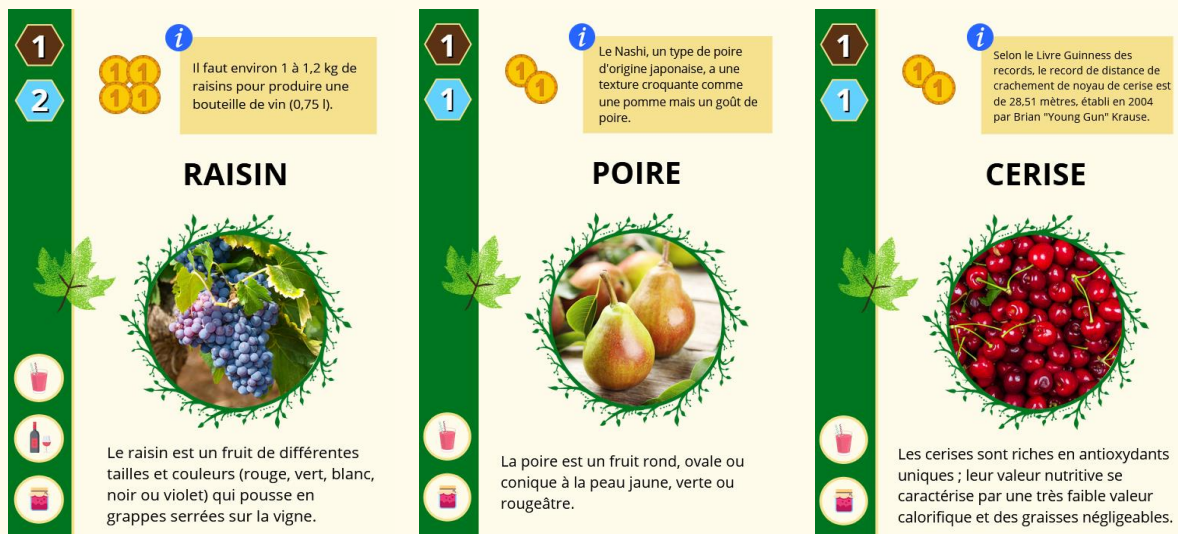 1
2
1 1
1 1
i
Il faut environ 1 à 1,2 kg de
raisins pour produire une
bouteille de vin (0,75 l).
RAISIN
Le raisin est un fruit de différentes
tailles et couleurs (rouge, vert, blanc,
noir ou violet) qui pousse en
grappes serrées sur la vigne.
1
1
1
1
i
Le Nashi, un type de poire
d'origine japonaise, a une
texture croquante comme
une pomme mais un goût de
poire.
POIRE
La poire est un fruit rond, ovale ou
conique à la peau jaune, verte ou
rougeâtre.
1
1
1
1
i
Selon le Livre Guinness des
records, le record de distance de
crachement de noyau de cerise est
de 28,51 mètres, établi en 2004
par Brian "Young Gun" Krause.
CERISE
Les cerises sont riches en antioxydants
uniques ; leur valeur nutritive se
caractérise par une très faible valeur
calorifique et des graisses négligeables.